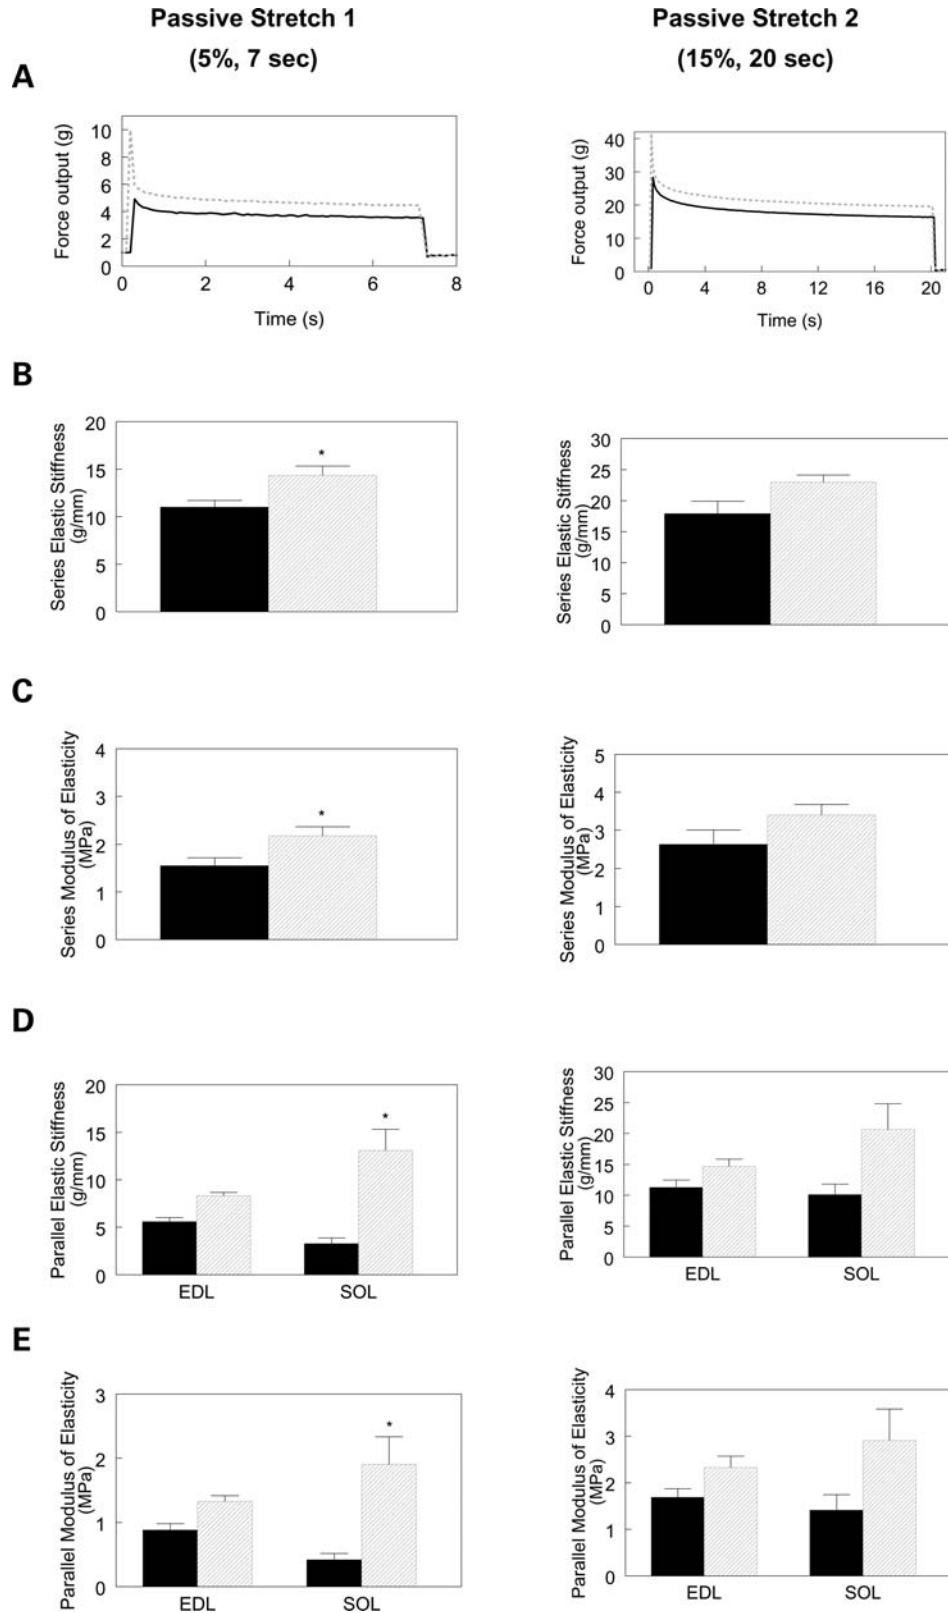 Passive Stretch 1
(5%, 7 sec)
Passive Stretch 2
(15%, 20 sec)
A
Force output (g)
10
8
6
4
2
0
0 2 4 6 8
Time (s)
Force output (g)
40
30
20
10
0
0 4 8 12 16 20
Time (s)
B
Series Elastic Stiffness
(g/mm)
20
15
10
5
0
*
Series Elastic Stiffness
(g/mm)
30
25
20
15
10
5
0
C
Series Modulus of Elasticity
(MPa)
4
3
2
1
0
*
Series Modulus of Elasticity
(MPa)
5
4
3
2
1
0
D
Parallel Elastic Stiffness
(g/mm)
20
15
10
5
0
*
EDL SOL
Parallel Elastic Stiffness
(g/mm)
30
25
20
15
10
5
0
EDL SOL
E
Parallel Modulus of Elasticity
(MPa)
3
2
1
0
*
EDL SOL
Parallel Modulus of Elasticity
(MPa)
4
3
2
1
0
EDL SOL